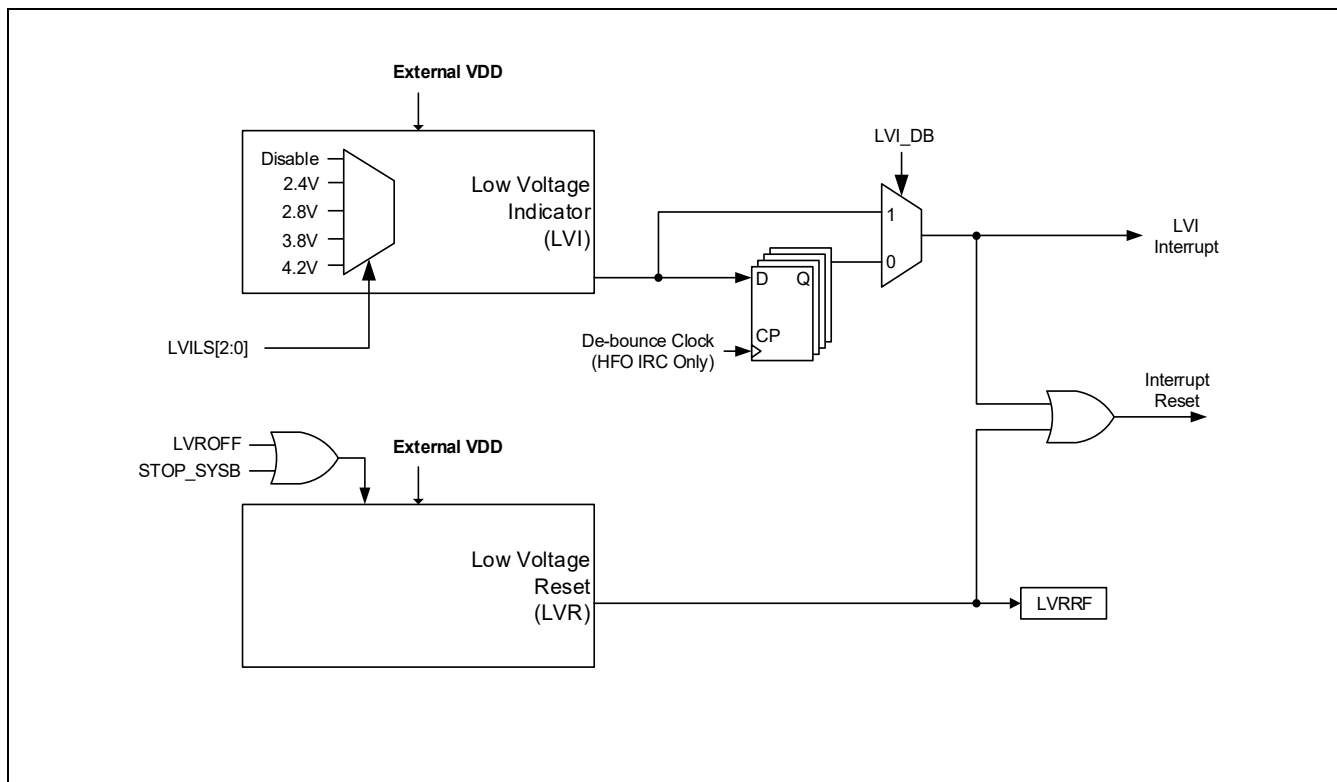 External VDD
LVI_DB
Disable
2.4V
2.8V
3.8V
4.2V
Low Voltage
Indicator
(LVI)
1
0
LVI
Interrupt
D Q
CP
LVILS[2:0]
De-bounce Clock
(HFO IRC Only)
Interrupt
Reset
LVROFF
STOP_SYSB
External VDD
Low Voltage
Reset
(LVR)
LVRRF